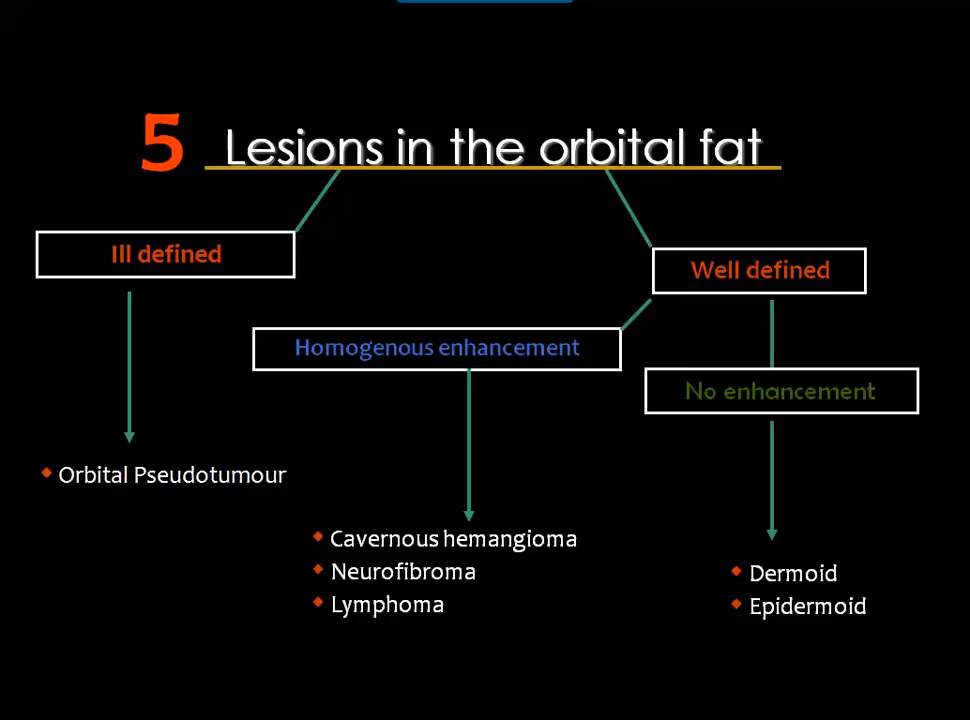 5 Lesions in the orbital fat
Ill defined
Well defined
Homogenous enhancement
No enhancement
Orbital Pseudotumour
Cavernous hemangioma
Neurofibroma
Lymphoma
Dermoid
Epidermoid